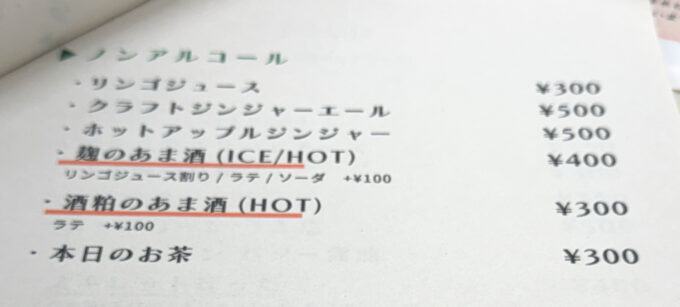 ▶ノンアルコール
・リンゴジュース ¥300
・クラフトジンジャーエール ¥500
・ホットアップルジンジャー ¥500
・麹のあま酒 (ICE/HOT) ¥400
リンゴジュース割り / ラテ / ソーダ +¥100
・酒粕のあま酒 (HOT) ¥300
ラテ +¥100
・本日のお茶 ¥300